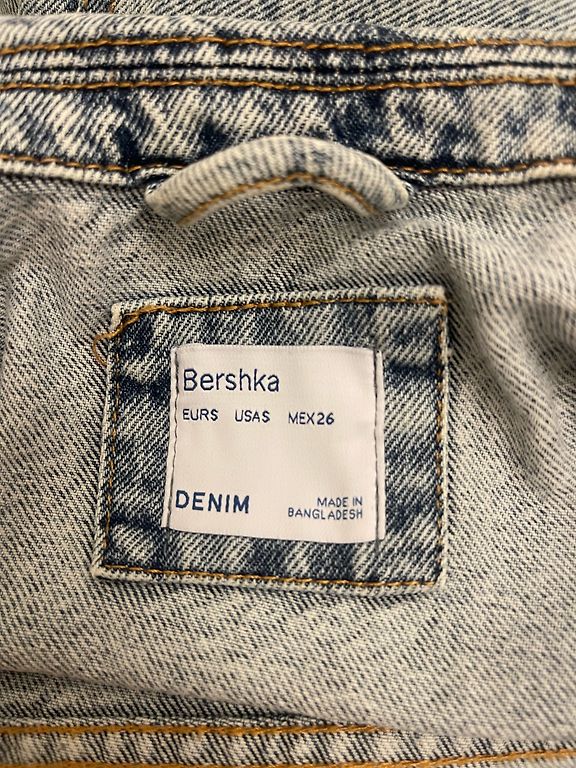 Bershka
EURS USAS MEX26
DENIM
MADE IN
BANGLADESH